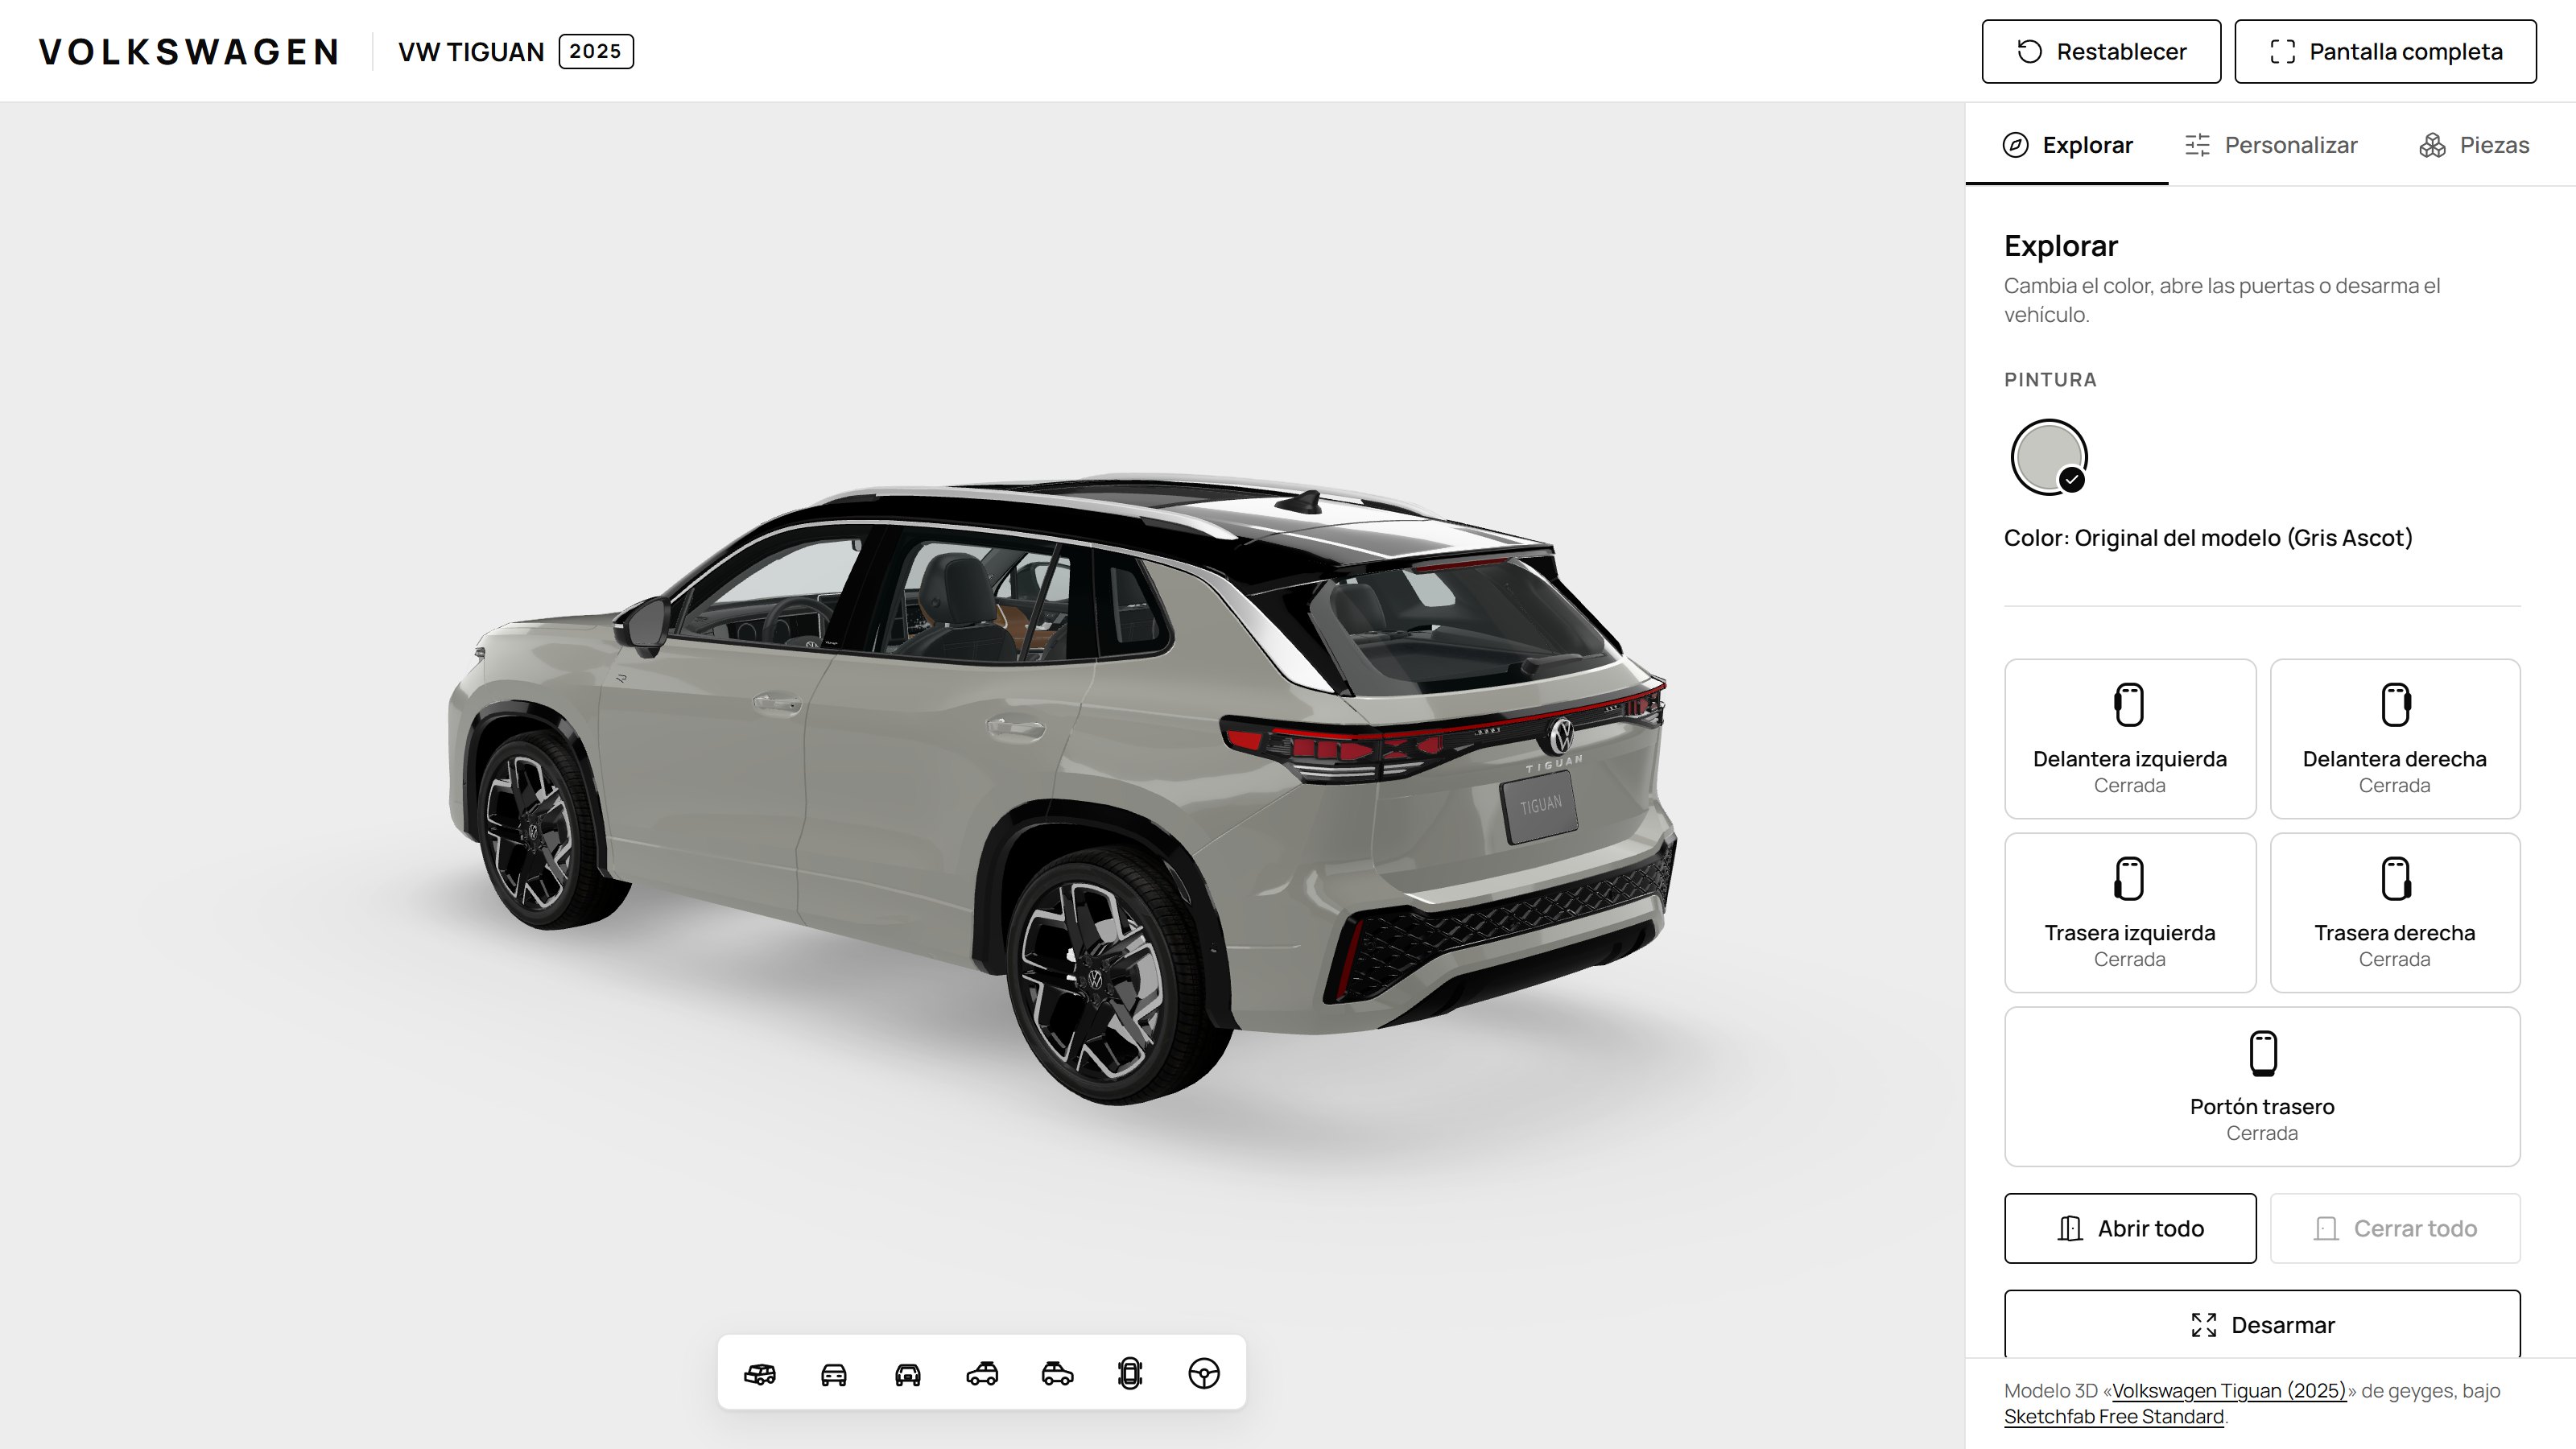 VOLKSWAGEN
VW TIGUAN
2025
Restablecer
Pantalla completa
Explorar
Personalizar
Piezas
Explorar
Cambia el color, abre las puertas o desarma el
vehículo.
PINTURA
Color: Original del modelo (Gris Ascot)
TIGUAN
TIGUAN
Delantera izquierda
Cerrada
Delantera derecha
Cerrada
Trasera izquierda
Cerrada
Trasera derecha
Cerrada
Portón trasero
Cerrada
Abrir todo
Cerrar todo
Desarmar
Modelo 3D «Volkswagen Tiguan (2025)» de geyges, bajo
Sketchfab Free Standard.